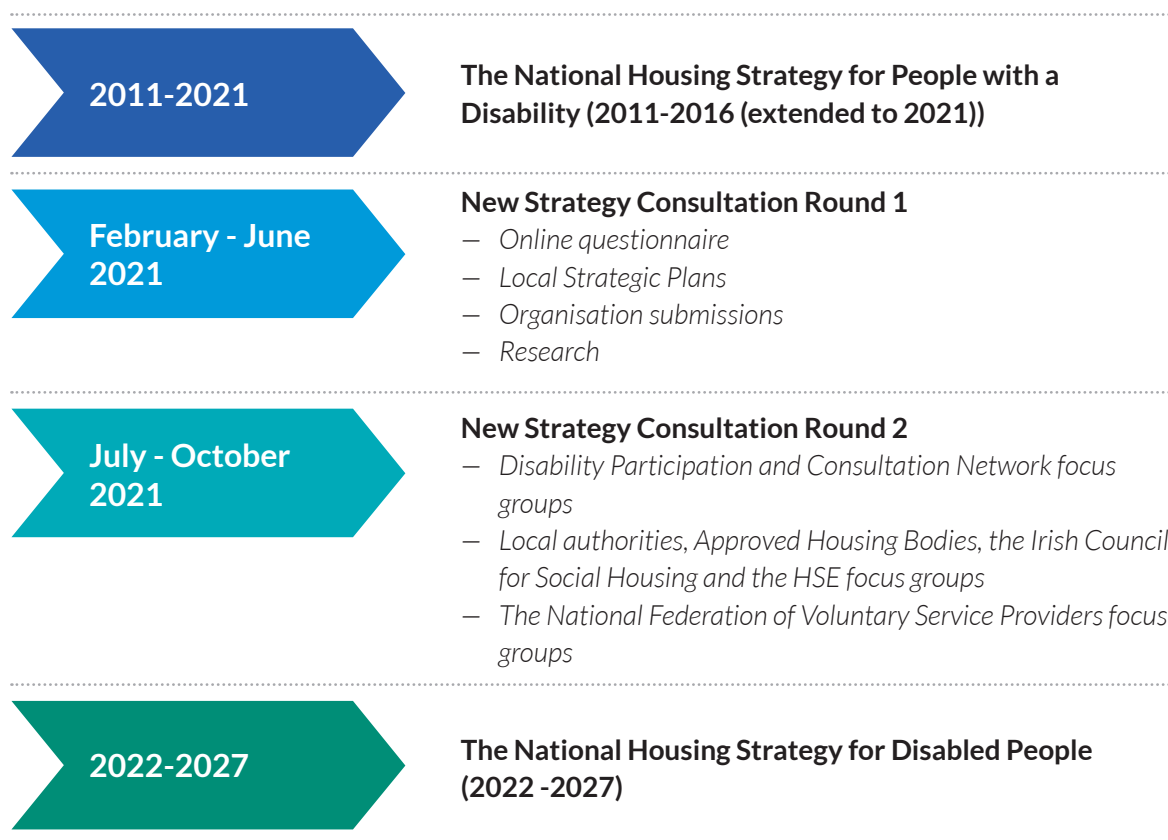 2011-2021
The National Housing Strategy for People with a
Disability (2011-2016 (extended to 2021))
February - June
2021
New Strategy Consultation Round 1
— Online questionnaire
— Local Strategic Plans
— Organisation submissions
— Research
July - October
2021
New Strategy Consultation Round 2
— Disability Participation and Consultation Network focus
groups
— Local authorities, Approved Housing Bodies, the Irish Council
for Social Housing and the HSE focus groups
— The National Federation of Voluntary Service Providers focus
groups
2022-2027
The National Housing Strategy for Disabled People
(2022 -2027)